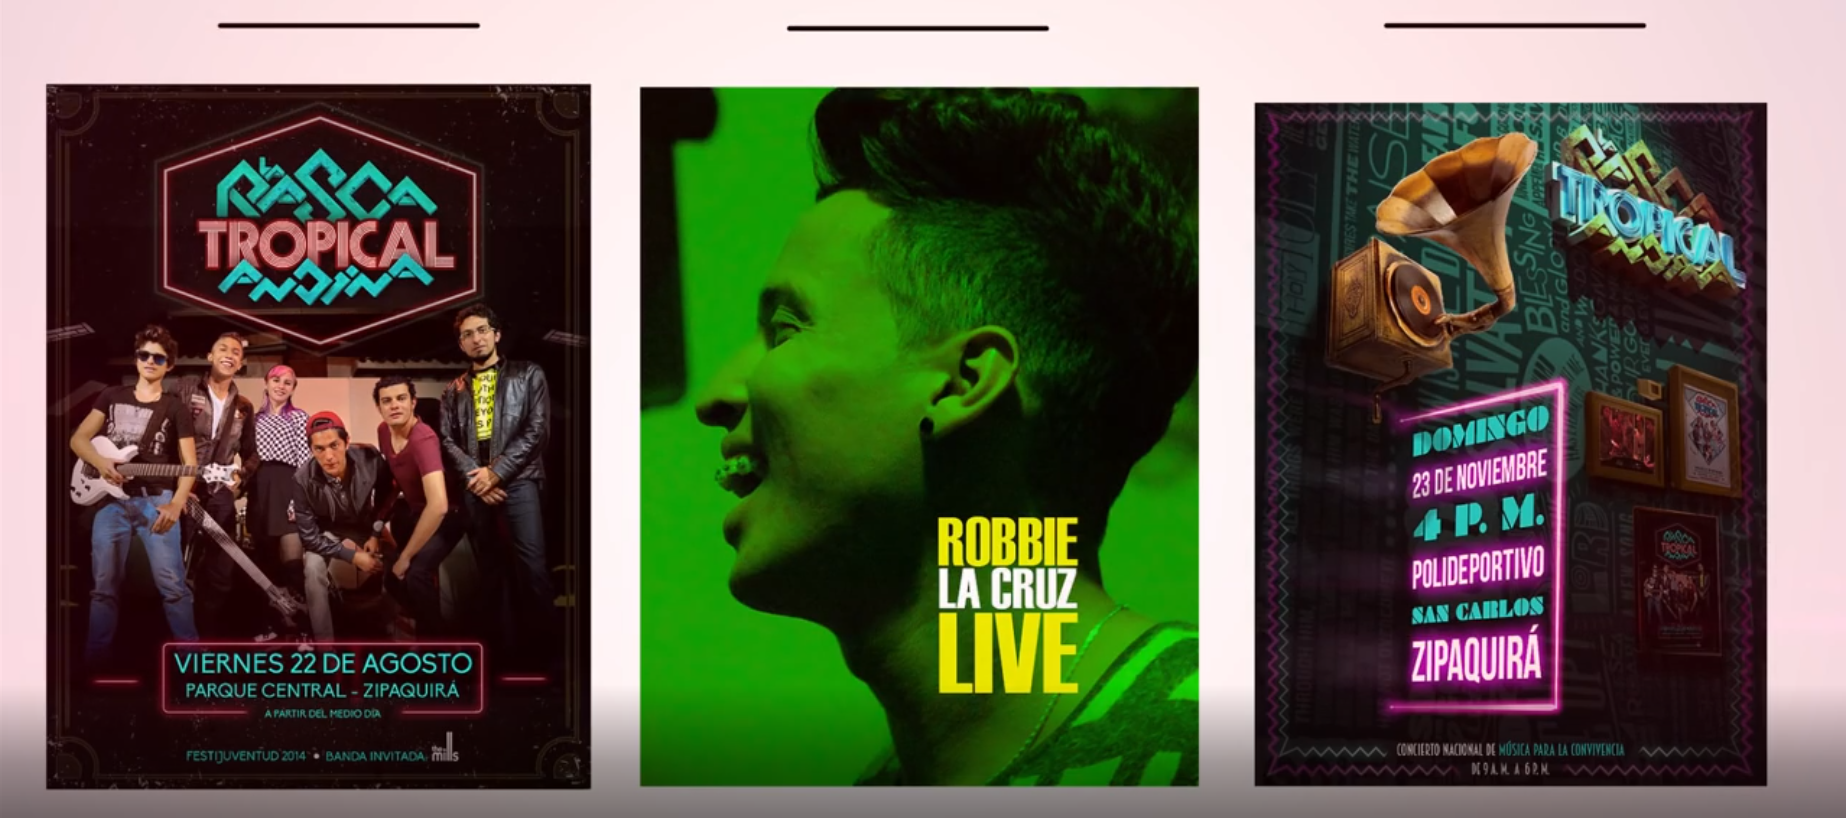 La
RASCA
TROPICAL
ANDINA
VIERNES 22 DE AGOSTO
PARQUE CENTRAL - ZIPAQUIRÁ
A PARTIR DEL MEDIO DÍA
FESTIJUVENTUD 2014 • BANDA INVITADA: the mills
ROBBIE
LA CRUZ
LIVE
La
RASCA
TROPICAL
DOMINGO
23 DE NOVIEMBRE
4 P. M.
POLIDEPORTIVO
SAN CARLOS
ZIPAQUIRÁ
CONCIERTO NACIONAL DE MÚSICA PARA LA CONVIVENCIA
DE 9 A.M. A 6 P.M.